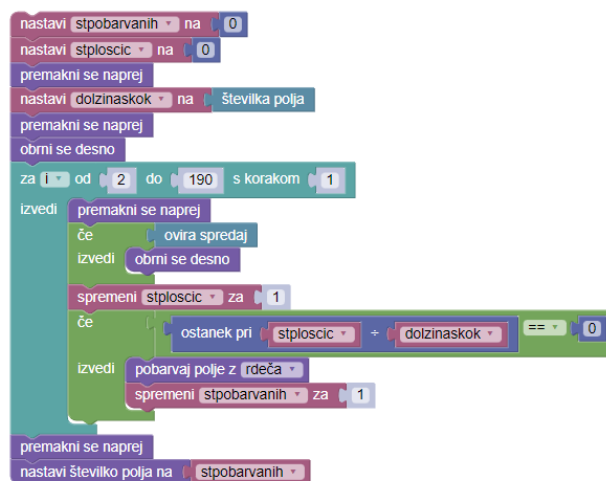 nastavi stpobarvanih na 0
nastavi stploscic na 0
premakni se naprej
nastavi dolzinaskok na številka polja
premakni se naprej
obrni se desno
za i od 2 do 190 s korakom 1
izvedi premakni se naprej
če ovira spredaj
izvedi obrni se desno
spremeni stploscic za 1
če ostanek pri stploscic ÷ dolzinaskok == 0
izvedi pobarvaj polje z rdeča
spremeni stpobarvanih za 1
premakni se naprej
nastavi številko polja na stpobarvanih